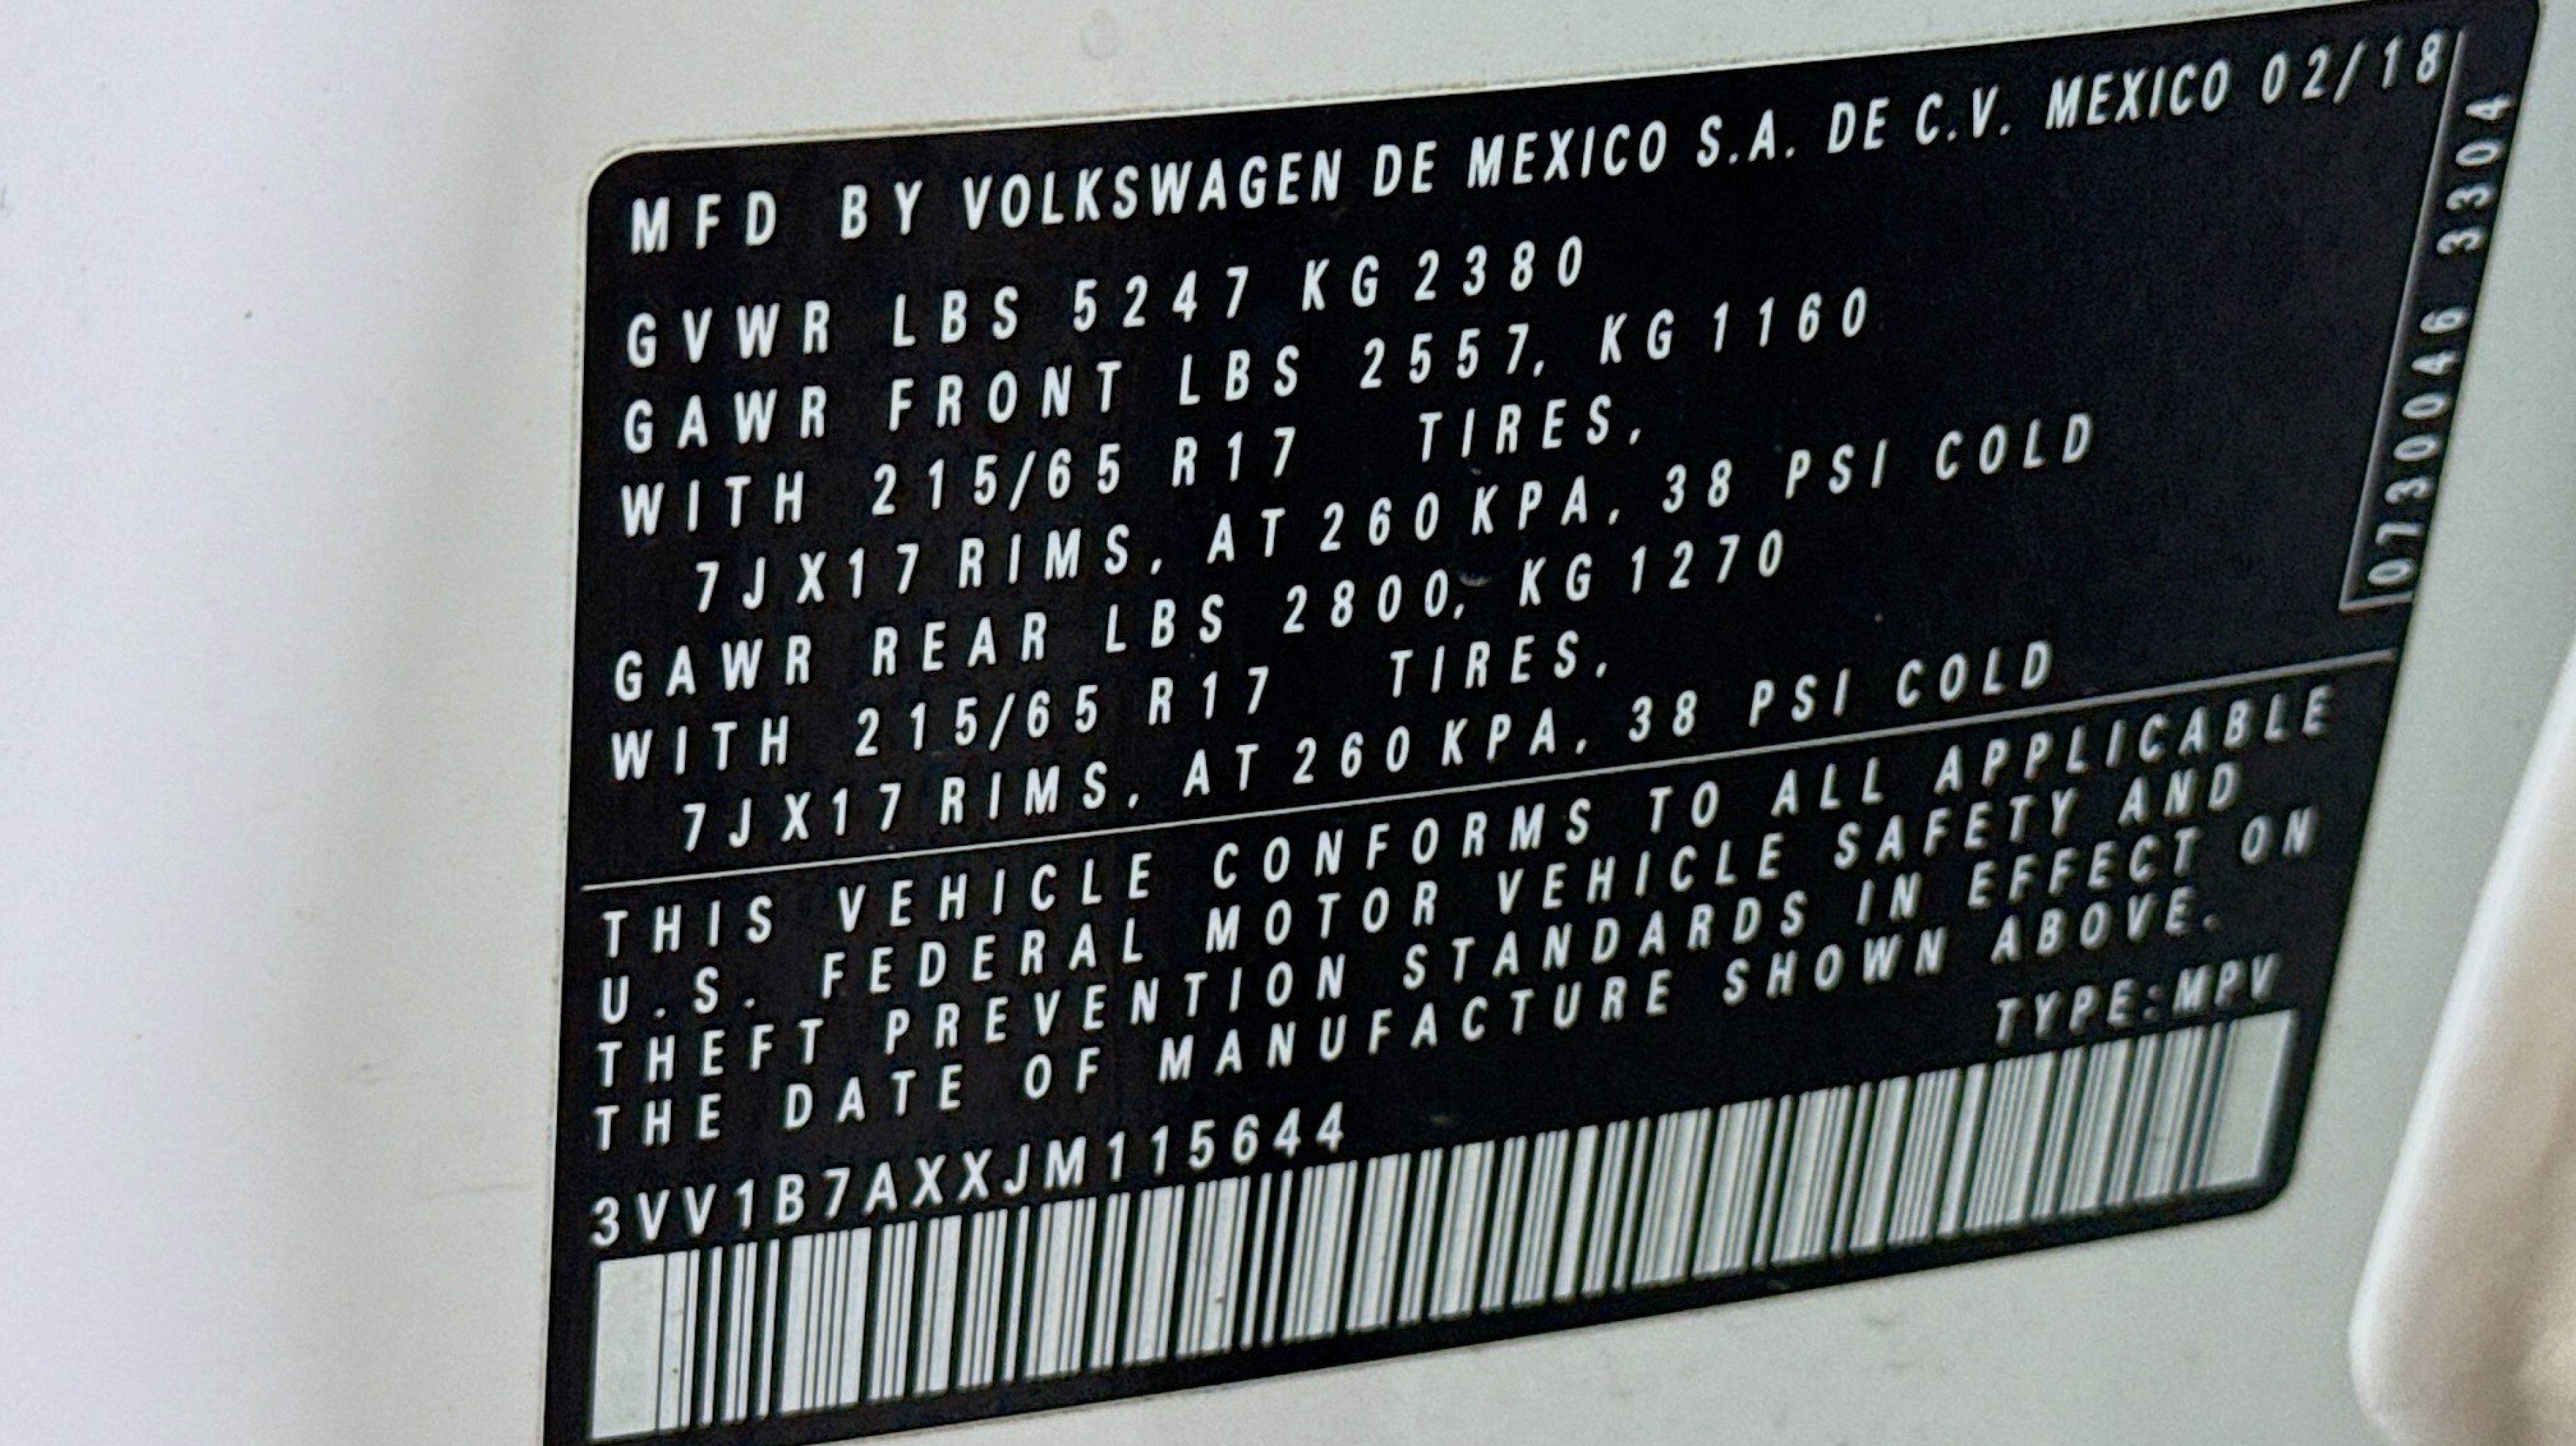 MFD BY VOLKSWAGEN DE MEXICO S.A. DE C.V. MEXICO 02/18
GVWR LBS 5247 KG 2380
GAWR FRONT LBS 2557, KG 1160
WITH 215/65 R17 TIRES,
7JX17 RIMS, AT 260 KPA, 38 PSI COLD
GAWR REAR LBS 2800, KG 1270
WITH 215/65 R17 TIRES,
7JX17 RIMS, AT 260 KPA, 38 PSI COLD
07300046 3304
THIS VEHICLE CONFORMS TO ALL APPLICABLE
U.S. FEDERAL MOTOR VEHICLE SAFETY AND
THEFT PREVENTION STANDARDS IN EFFECT ON
THE DATE OF MANUFACTURE SHOWN ABOVE.
TYPE:MPV
3VV1B7AXXJM115644